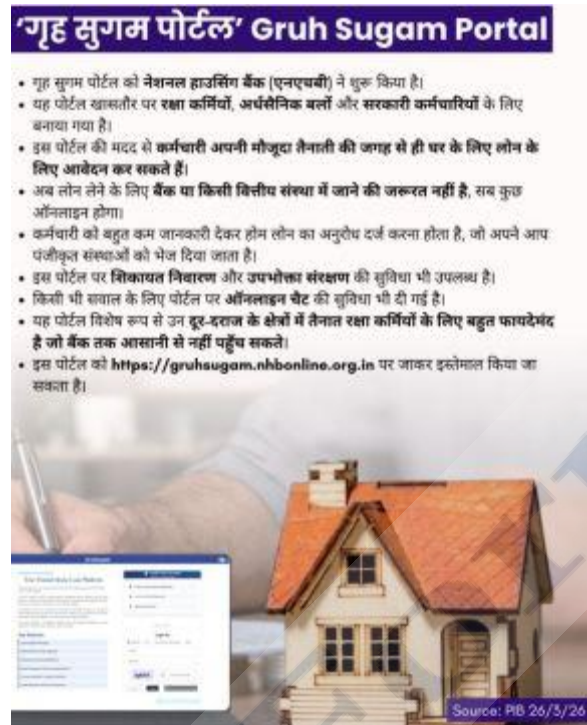 ‘गृह सुगम पोर्टल’ Gruh Sugam Portal
• गृह सुगम पोर्टल को नेशनल हाउसिंग बैंक (एनएचबी) ने शुरू किया है।
• यह पोर्टल खासतौर पर रक्षा कर्मियों, अर्धसैनिक बलों और सरकारी कर्मचारियों के लिए
बनाया गया है।
• इस पोर्टल की मदद से कर्मचारी अपनी मौजूदा तैनाती की जगह से ही घर के लिए लोन के
लिए आवेदन कर सकते हैं।
• अब लोन लेने के लिए बैंक या किसी वित्तीय संस्था में जाने की जरूरत नहीं है, सब कुछ
ऑनलाइन होगा।
• कर्मचारी को बहुत कम जानकारी देकर होम लोन का अनुरोध दर्ज करना होता है, जो अपने आप
पंजीकृत संस्थाओं को भेज दिया जाता है।
• इस पोर्टल पर शिकायत निवारण और उपभोक्ता संरक्षण की सुविधा भी उपलब्ध है।
• किसी भी सवाल के लिए पोर्टल पर ऑनलाइन चैट की सुविधा भी दी गई है।
• यह पोर्टल विशेष रूप से उन दूर-दराज के क्षेत्रों में तैनात रक्षा कर्मियों के लिए बहुत फायदेमंद
है जो बैंक तक आसानी से नहीं पहुँच सकते।
• इस पोर्टल को https://gruhsugam.nhbonline.org.in पर जाकर इस्तेमाल किया जा
सकता है।
Source: PIB 26/3/26